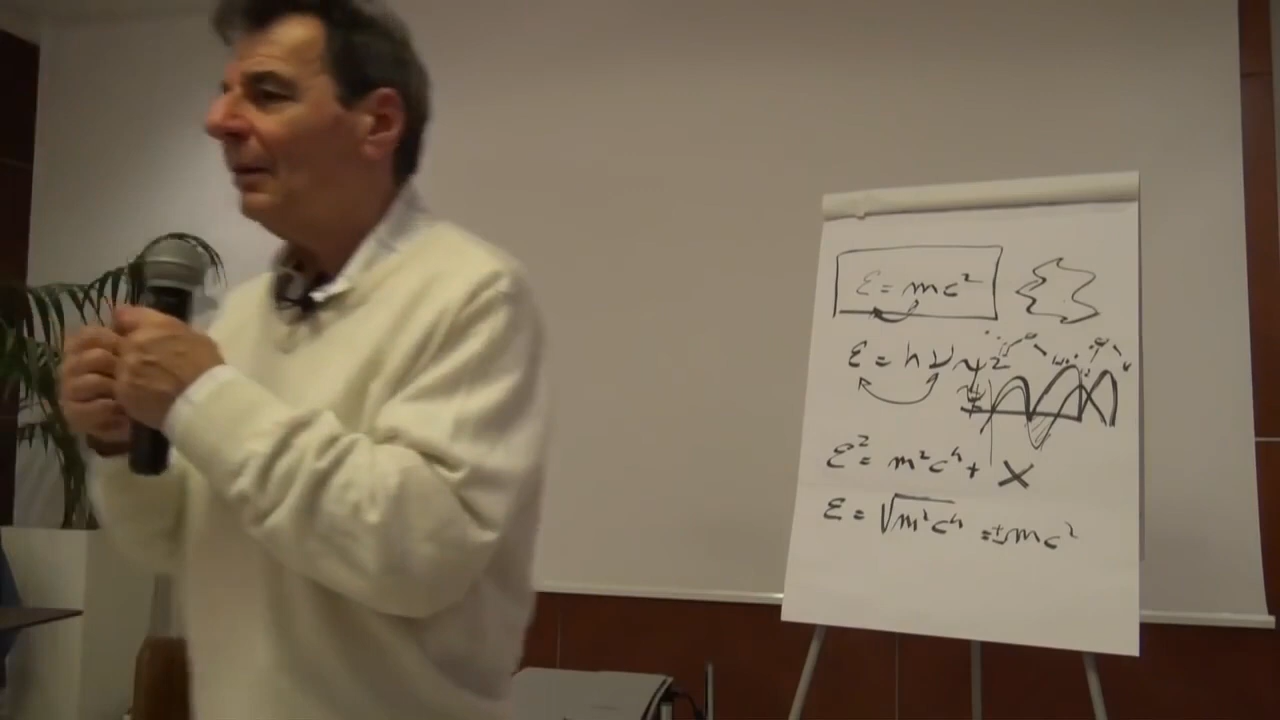 E = mc²
E = hν
E² = m²c⁴ + X
E = √m²c⁴ = ± mc²